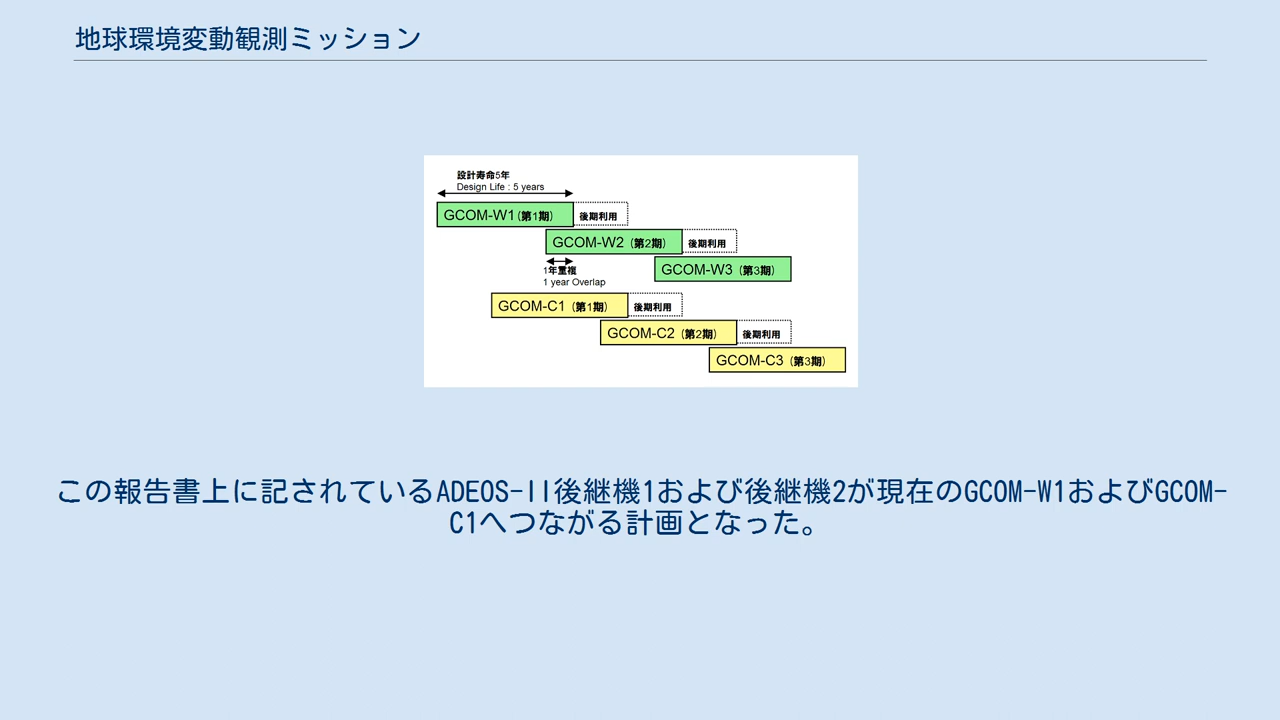 地球環境変動観測ミッション
設計寿命5年
Design Life : 5 years
GCOM-W1 (第1期) 後期利用
GCOM-W2 (第2期) 後期利用
GCOM-W3 (第3期)
1年重複
1 year Overlap
GCOM-C1 (第1期) 後期利用
GCOM-C2 (第2期) 後期利用
GCOM-C3 (第3期)
この報告書上に記されているADEOS-II後継機1および後継機2が現在のGCOM-W1およびGCOM-
C1へつながる計画となった。